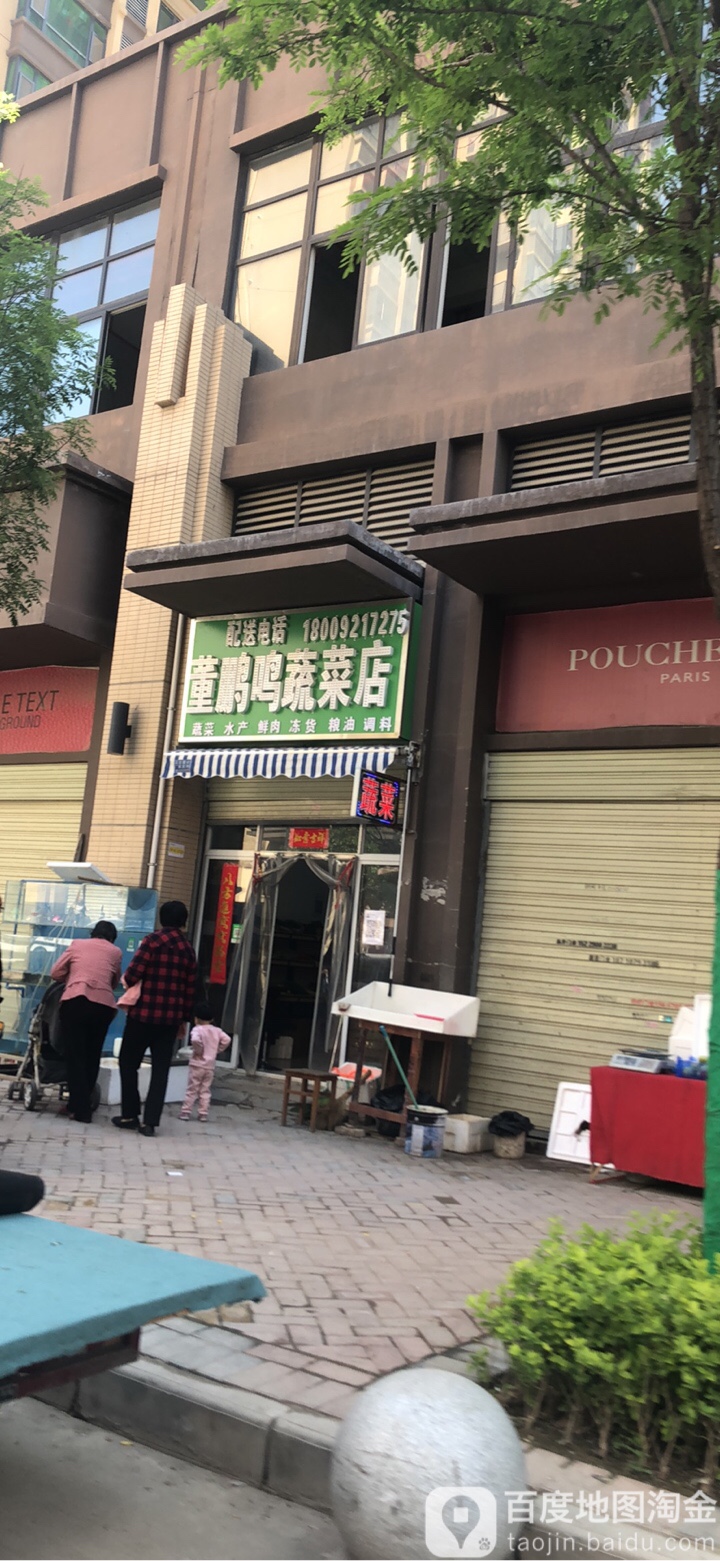 配送电话 18009217275
董鹏鸣蔬菜店
蔬菜 水产 鲜肉 冻货 粮油 调料
蔬菜
E TEXT
GROUND
POUCHE
PARIS
百度地图淘金
taojin.baidu.com